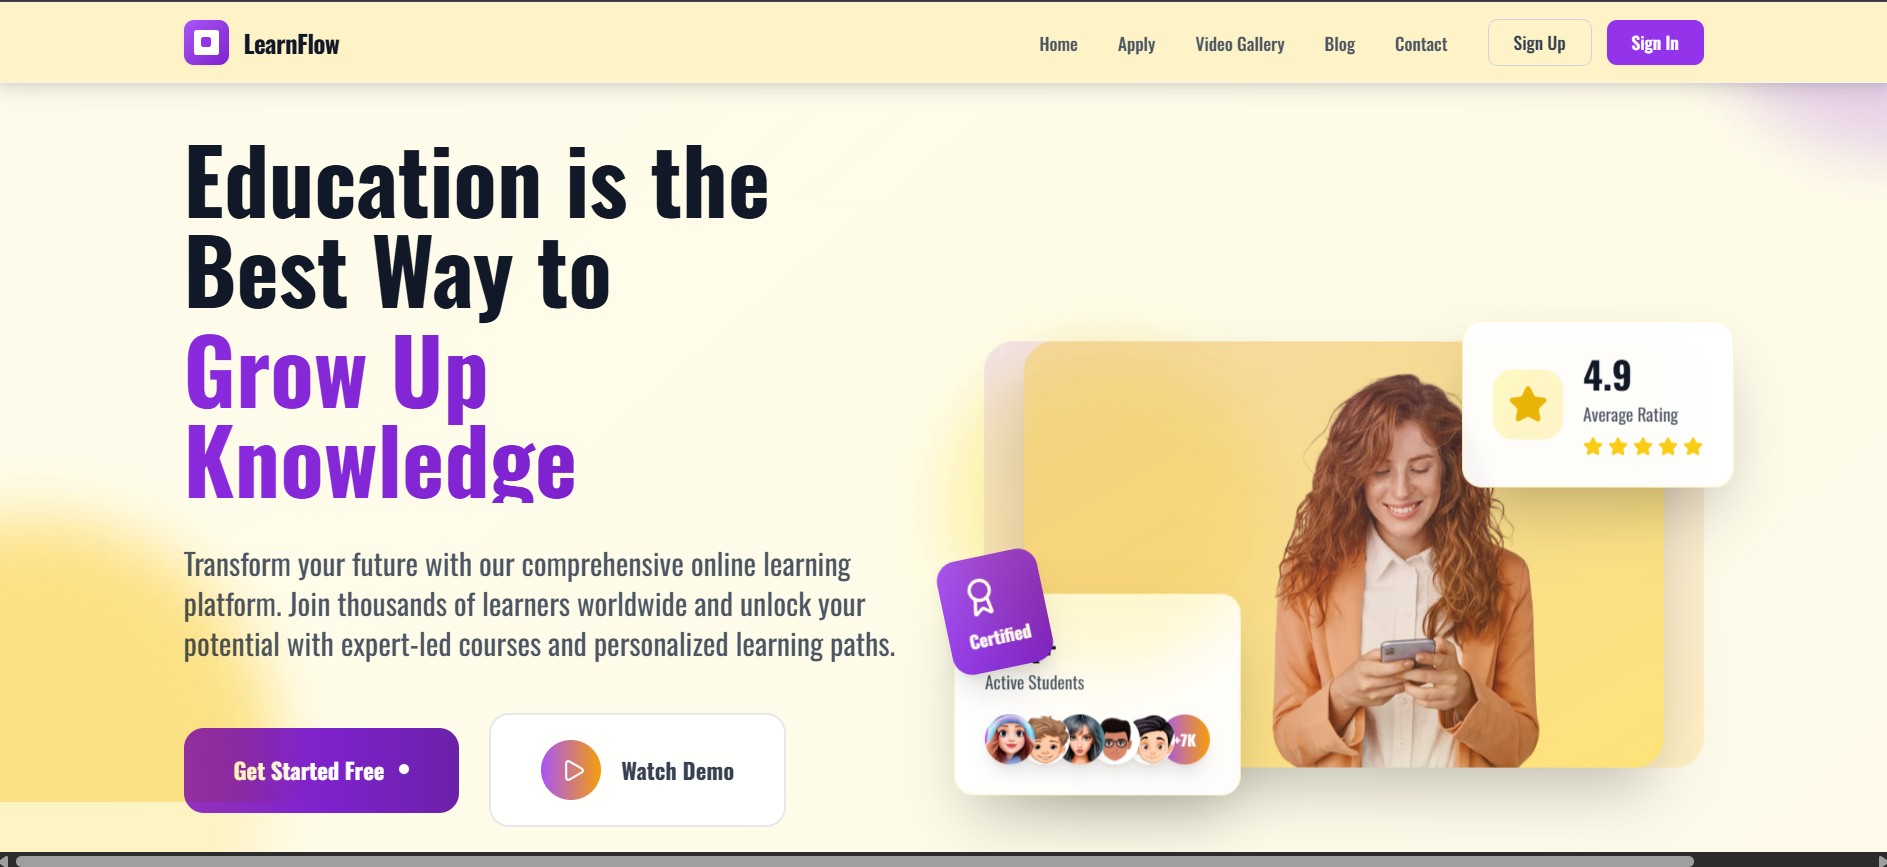 LearnFlow
Home
Apply
Video Gallery
Blog
Contact
Sign Up
Sign In
Education is the
Best Way to
Grow Up
Knowledge
Transform your future with our comprehensive online learning
platform. Join thousands of learners worldwide and unlock your
potential with expert-led courses and personalized learning paths.
Get Started Free
Watch Demo
4.9
Average Rating
Certified
Active Students
+7K